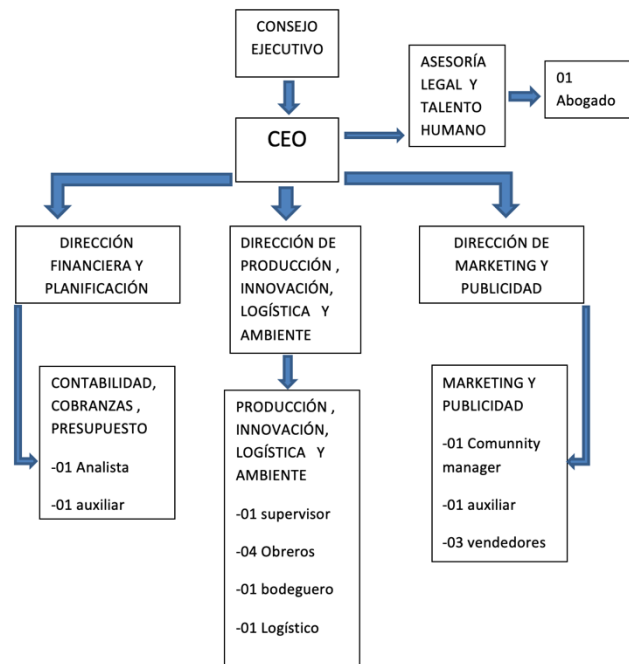 CONSEJO
EJECUTIVO
ASESORÍA
LEGAL Y
TALENTO
HUMANO
01
Abogado
CEO
DIRECCIÓN
FINANCIERA Y
PLANIFICACIÓN
DIRECCIÓN DE
PRODUCCIÓN ,
INNOVACIÓN,
LOGÍSTICA Y
AMBIENTE
DIRECCIÓN DE
MARKETING Y
PUBLICIDAD
CONTABILIDAD,
COBRANZAS ,
PRESUPUESTO
-01 Analista
-01 auxiliar
PRODUCCIÓN ,
INNOVACIÓN,
LOGÍSTICA Y
AMBIENTE
-01 supervisor
-04 Obreros
-01 bodeguero
-01 Logístico
MARKETING Y
PUBLICIDAD
-01 Comunnity
manager
-01 auxiliar
-03 vendedores